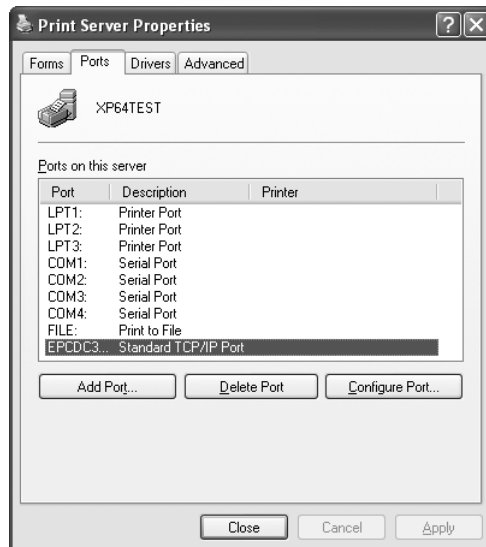 Print Server Properties
Forms Ports Drivers Advanced
XP64TEST
Ports on this server
Port Description Printer
LPT1: Printer Port
LPT2: Printer Port
LPT3: Printer Port
COM1: Serial Port
COM2: Serial Port
COM3: Serial Port
COM4: Serial Port
FILE: Print to File
EPCDC3... Standard TCP/IP Port
Add Port... Delete Port Configure Port...
Close Cancel Apply